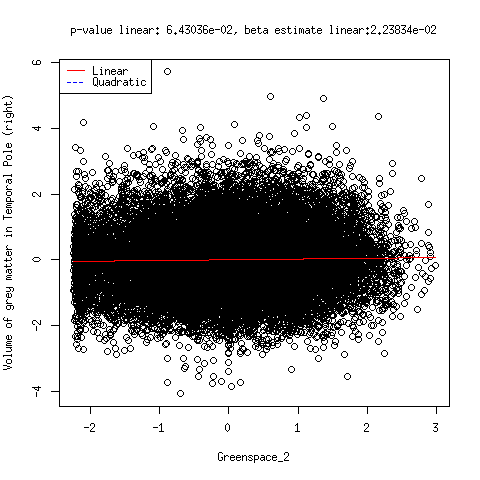 p-value linear: 6.43036e-02, beta estimate linear:2.23834e-02
Linear
Quadratic
Volume of grey matter in Temporal Pole (right)
6
4
2
0
-2
-4
-2
-1
0
1
2
3
Greenspace_2